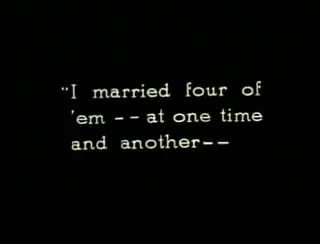 "I married four of
'em -- at one time
and another--